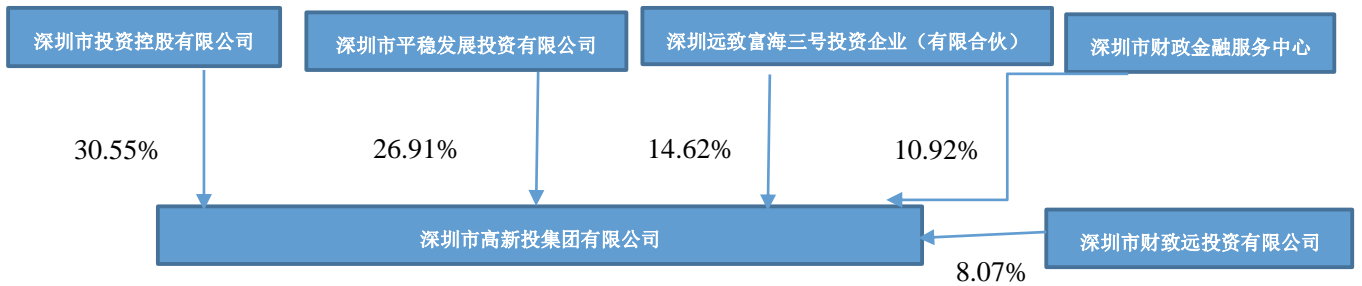 深圳市投资控股有限公司
深圳市平稳发展投资有限公司
深圳远致富海三号投资企业（有限合伙）
深圳市财政金融服务中心
30.55%
26.91%
14.62%
10.92%
深圳市高新投集团有限公司
深圳市财致远投资有限公司
8.07%